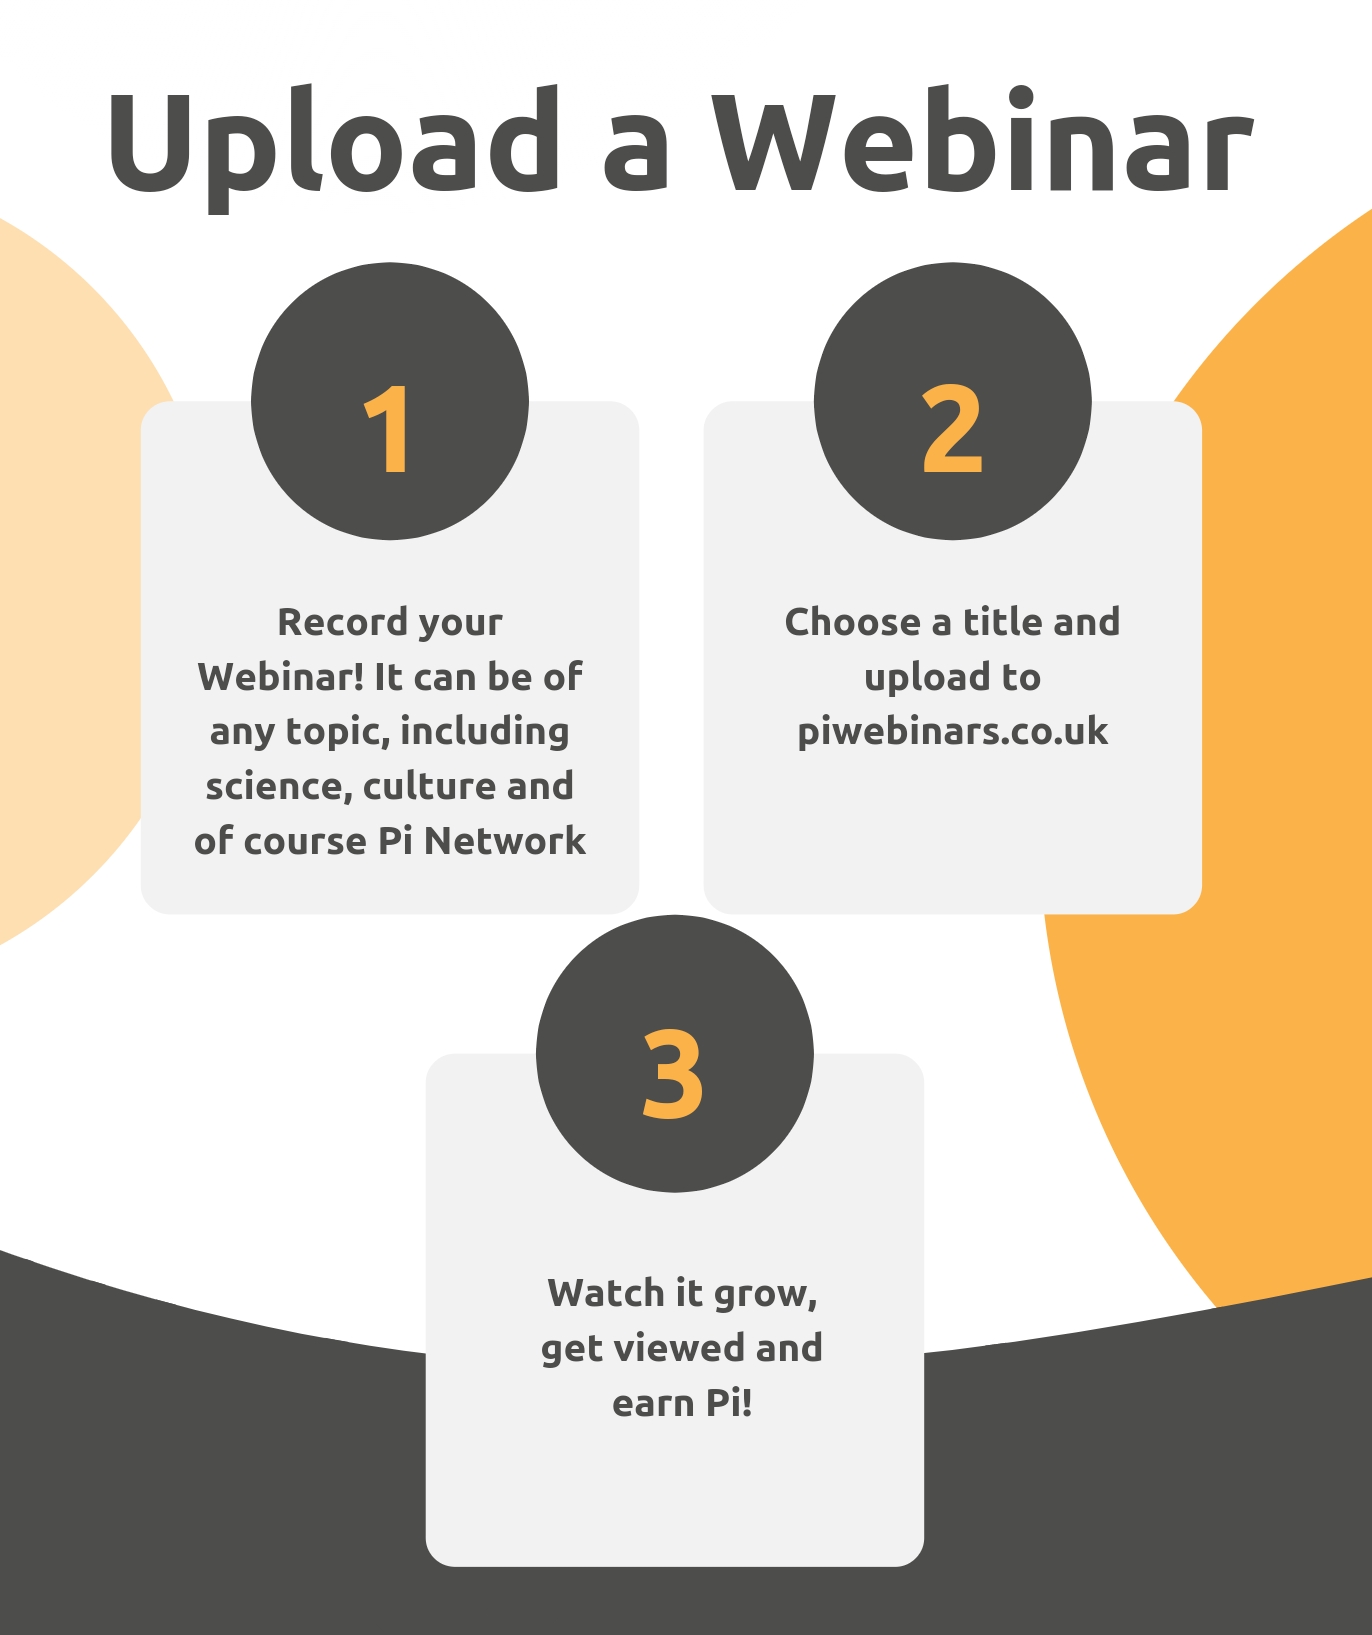 Upload a Webinar
1
Record your
Webinar! It can be of
any topic, including
science, culture and
of course Pi Network
2
Choose a title and
upload to
piwebinars.co.uk
3
Watch it grow,
get viewed and
earn Pi!